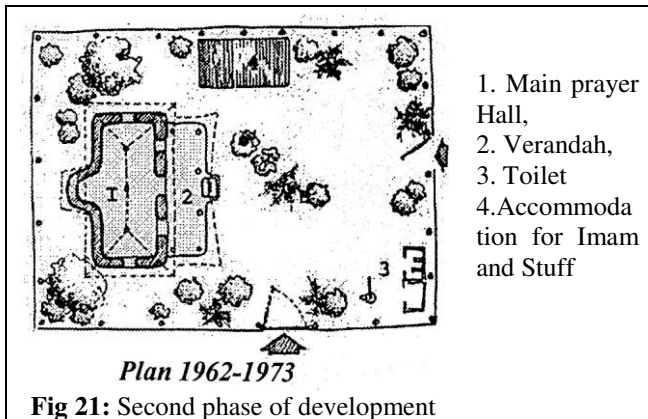 4
1
2
3
1. Main prayer
Hall,
2. Verandah,
3. Toilet
4.Accommoda
tion for Imam
and Stuff
Plan 1962-1973
Fig 21: Second phase of development